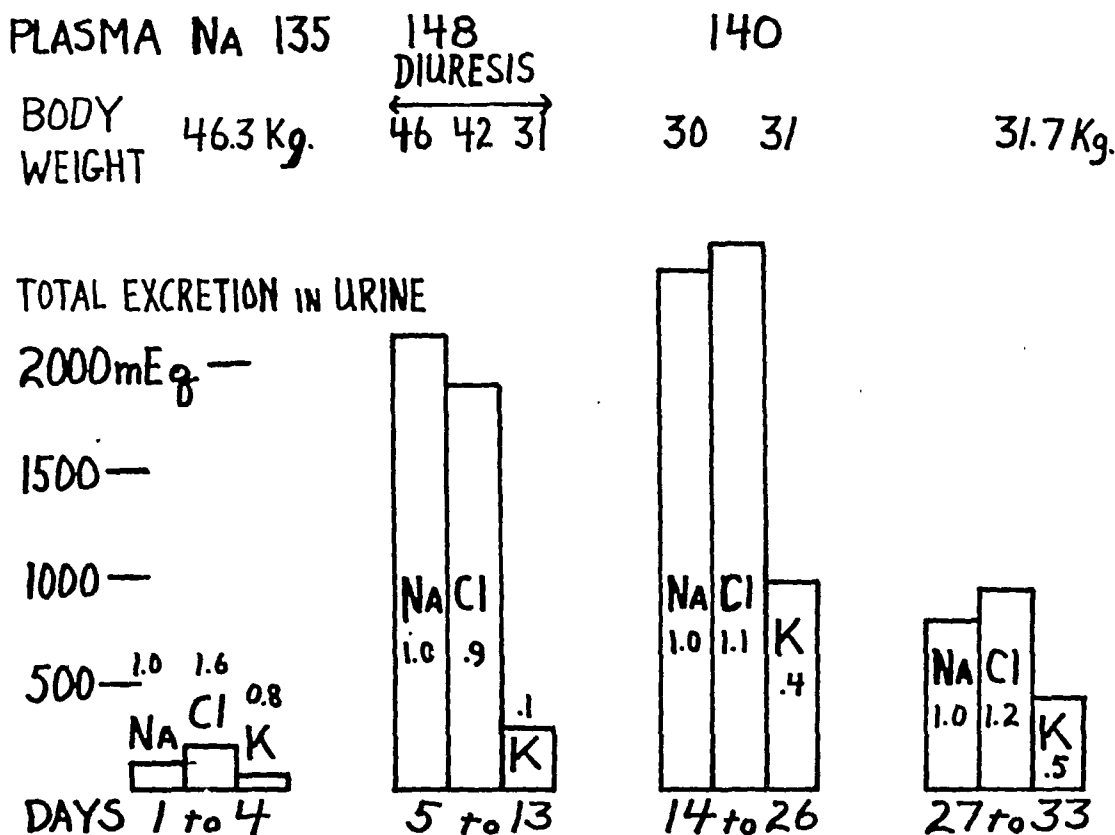 PLASMA NA 135 148 140
DIURESIS
BODY WEIGHT 46.3 Kg. 46 42 31 30 31 31.7 Kg.
TOTAL EXCRETION IN URINE
2000 mEq
1500
1000
500
1.0 1.6 0.8
NA Cl K
NA Cl K
1.0 .9 .1
NA Cl K
1.0 1.1 .4
NA Cl K
1.0 1.2 .5
DAYS 1 to 4 5 to 13 14 to 26 27 to 33